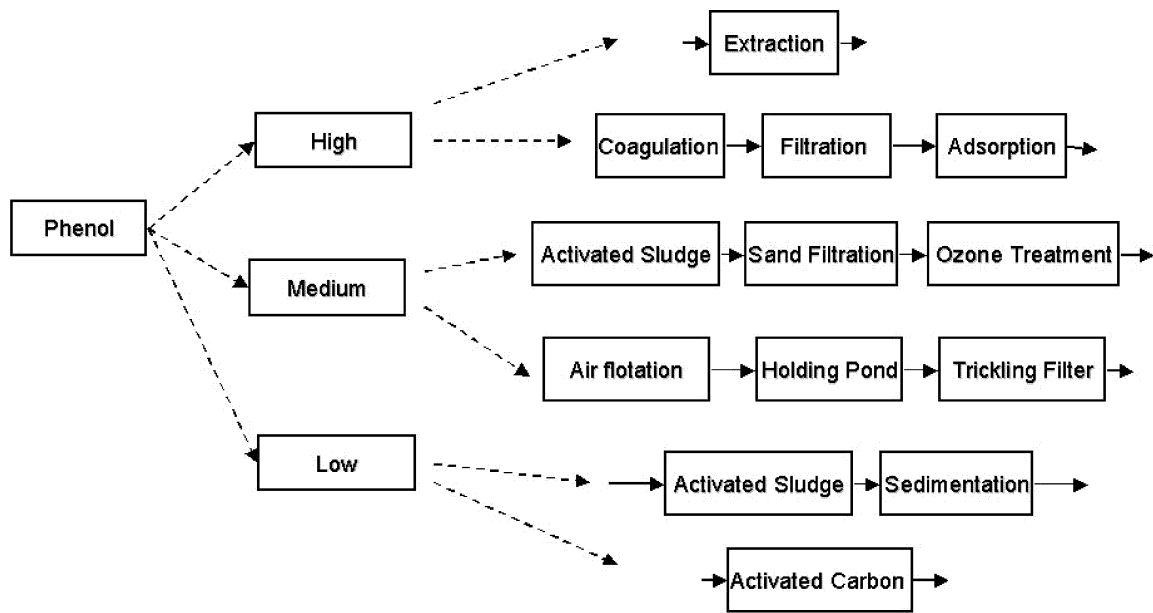 Extraction
High
Coagulation
Filtration
Adsorption
Phenol
Activated Sludge
Sand Filtration
Ozone Treatment
Medium
Air flotation
Holding Pond
Trickling Filter
Low
Activated Sludge
Sedimentation
Activated Carbon